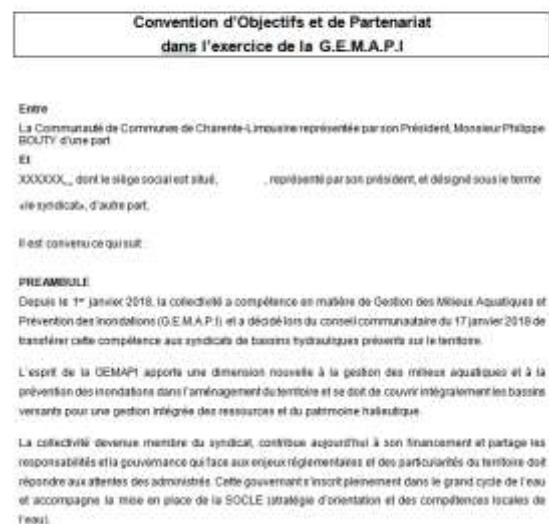 Convention d'Objectifs et de Partenariat
dans l'exercice de la G.E.M.A.P.I
Entre
La Communauté de Communes de Charente-Limousine représentée par son Président, Monsieur Philippe
BOUTY d'une part
Et
XXXXXX,,, dont le siège social est situé, , représenté par son président, et désigné sous le terme
«le syndicat», d'autre part,
Il est convenu ce qui suit :
PREAMBULE
Depuis le 1er janvier 2018, la collectivité a compétence en matière de Gestion des Milieux Aquatiques et
Prévention des Inondations (G.E.M.A.P.I) et a décidé lors du conseil communautaire du 17 janvier 2018 de
transférer cette compétence aux syndicats de bassins hydrauliques présents sur le territoire.
L'esprit de la GEMAPI apporte une dimension nouvelle à la gestion des milieux aquatiques et à la
prévention des inondations dans l'aménagement du territoire et se doit de couvrir intégralement les bassins
versants pour une gestion intégrée des ressources et du patrimoine halieutique.
La collectivité devenue membre du syndicat, contribue aujourd'hui à son financement et partage les
responsabilités et la gouvernance qui face aux enjeux réglementaires et des particularités du territoire doit
répondre aux attentes des administrés. Cette gouvernant s'inscrit pleinement dans le grand cycle de l'eau
et accompagne la mise en place de la SOCLE (stratégie d'orientation et des compétences locales de
l'eau).